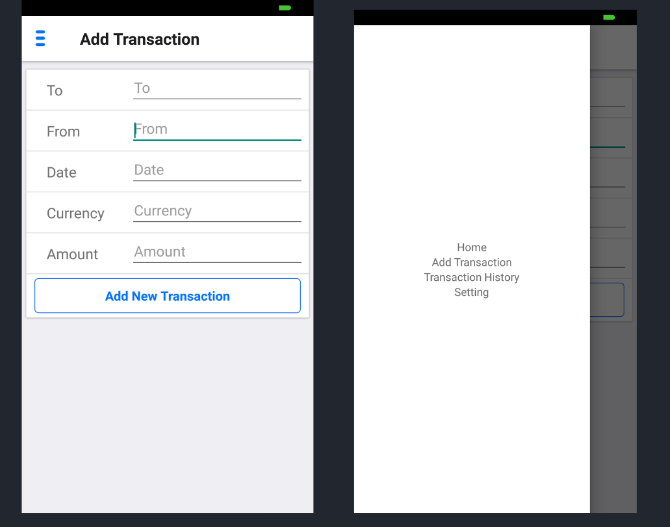 Add Transaction
To To
From From
Date Date
Currency Currency
Amount Amount
Add New Transaction
Home
Add Transaction
Transaction History
Setting